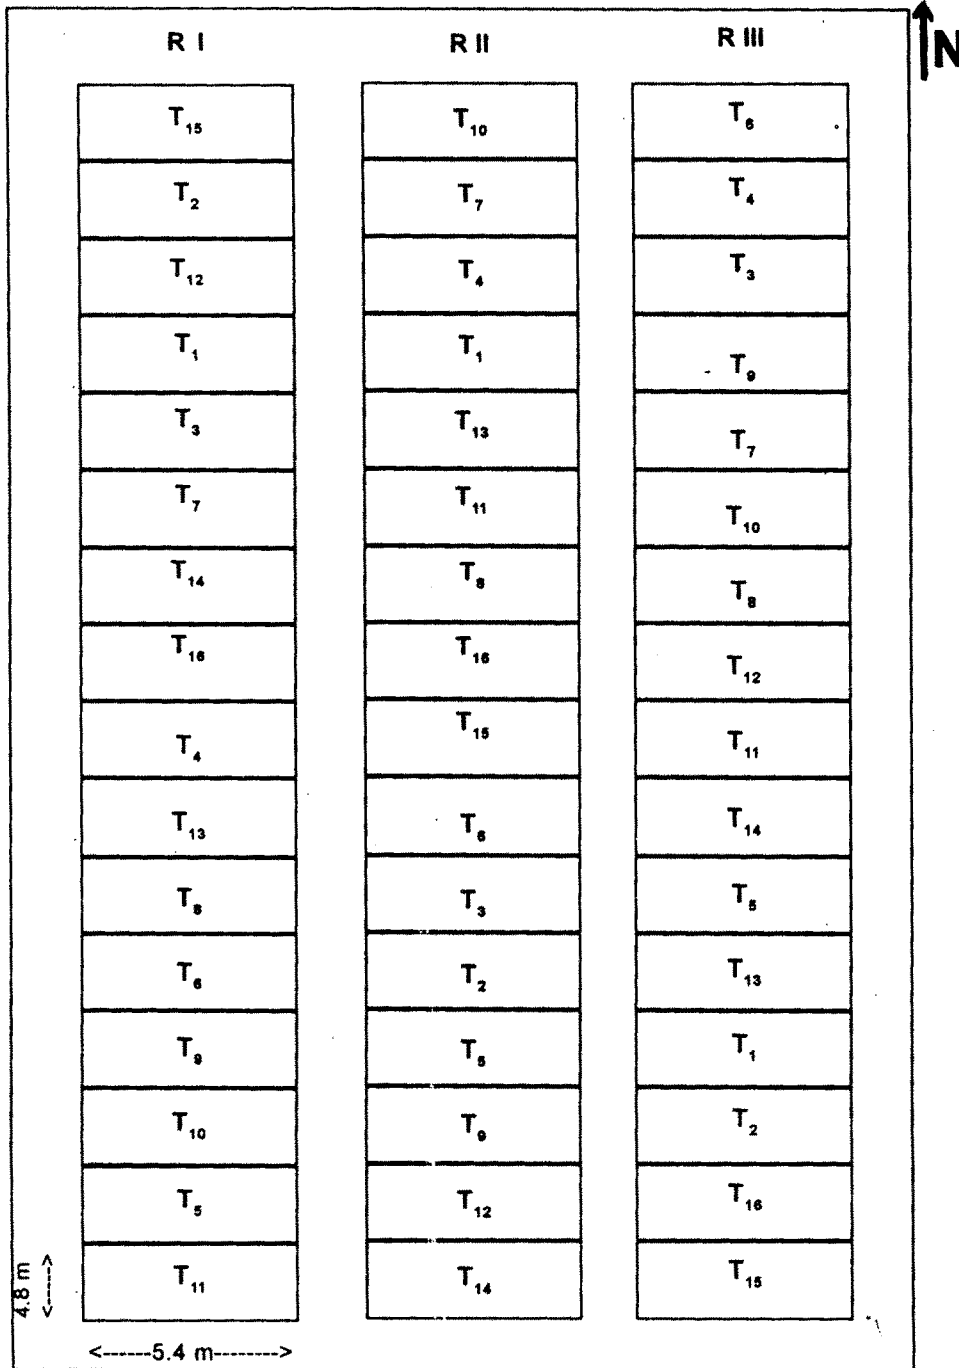 R I R II R III N
T₁₅ T₁₀ T₆
T₂ T₇ T₄
T₁₂ T₄ T₃
T₁ T₁ T₉
T₃ T₁₃ T₇
T₇ T₁₁ T₁₀
T₁₄ T₈ T₈
T₁₆ T₁₆ T₁₂
T₄ T₁₅ T₁₁
T₁₃ T₆ T₁₄
T₈ T₃ T₅
T₆ T₂ T₁₃
T₉ T₅ T₁
T₁₀ T₉ T₂
T₅ T₁₂ T₁₆
T₁₁ T₁₄ T₁₅
4.8 m
<----->
<------5.4 m-------->